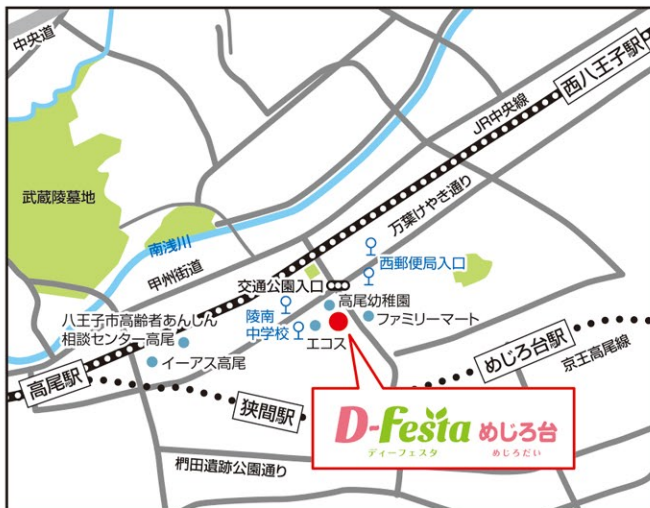 中央道
西八王子駅
JR中央線
武蔵陵墓地
万葉けやき通り
南浅川
甲州街道
西郵便局入口
交通公園入口
高尾幼稚園
陵南
中学校
ファミリーマート
八王子市高齢者あんしん
相談センター高尾
エコス
イーアス高尾
めじろ台駅
京王高尾線
高尾駅
狭間駅
D-Festa めじろ台
ディーフェスタ めじろだい
椚田遺跡公園通り